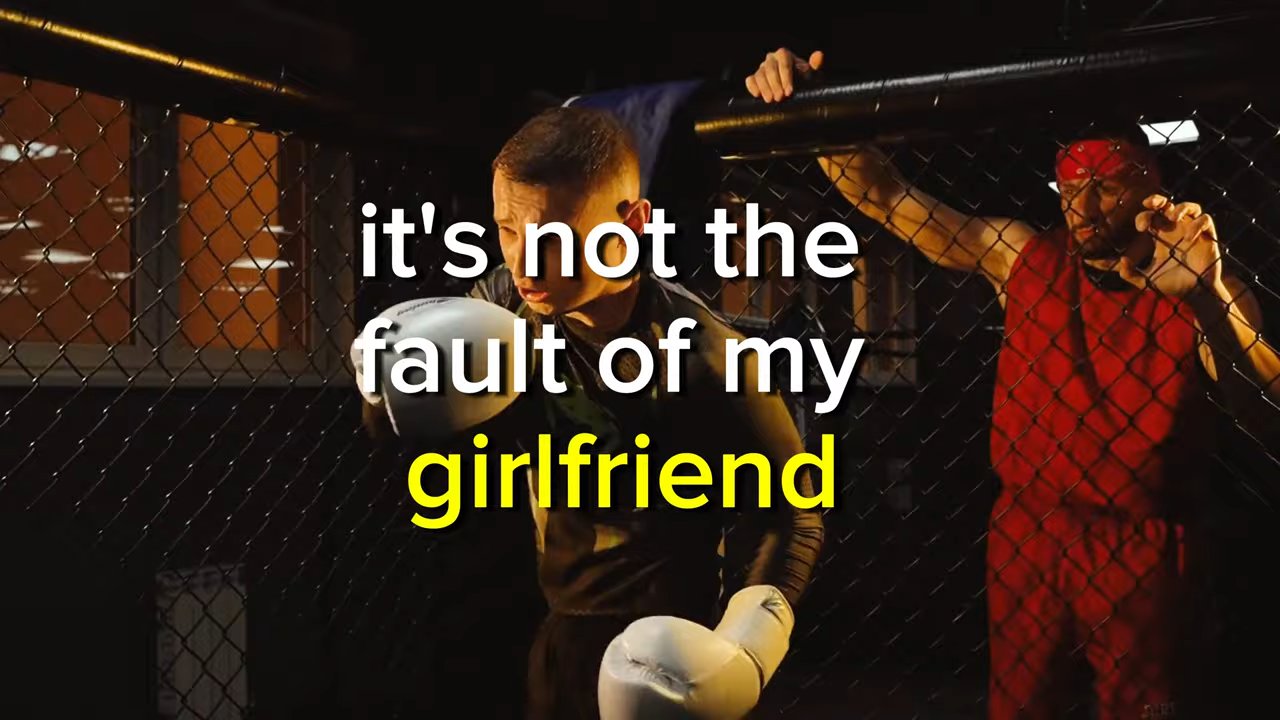 it's not the
fault of my
girlfriend